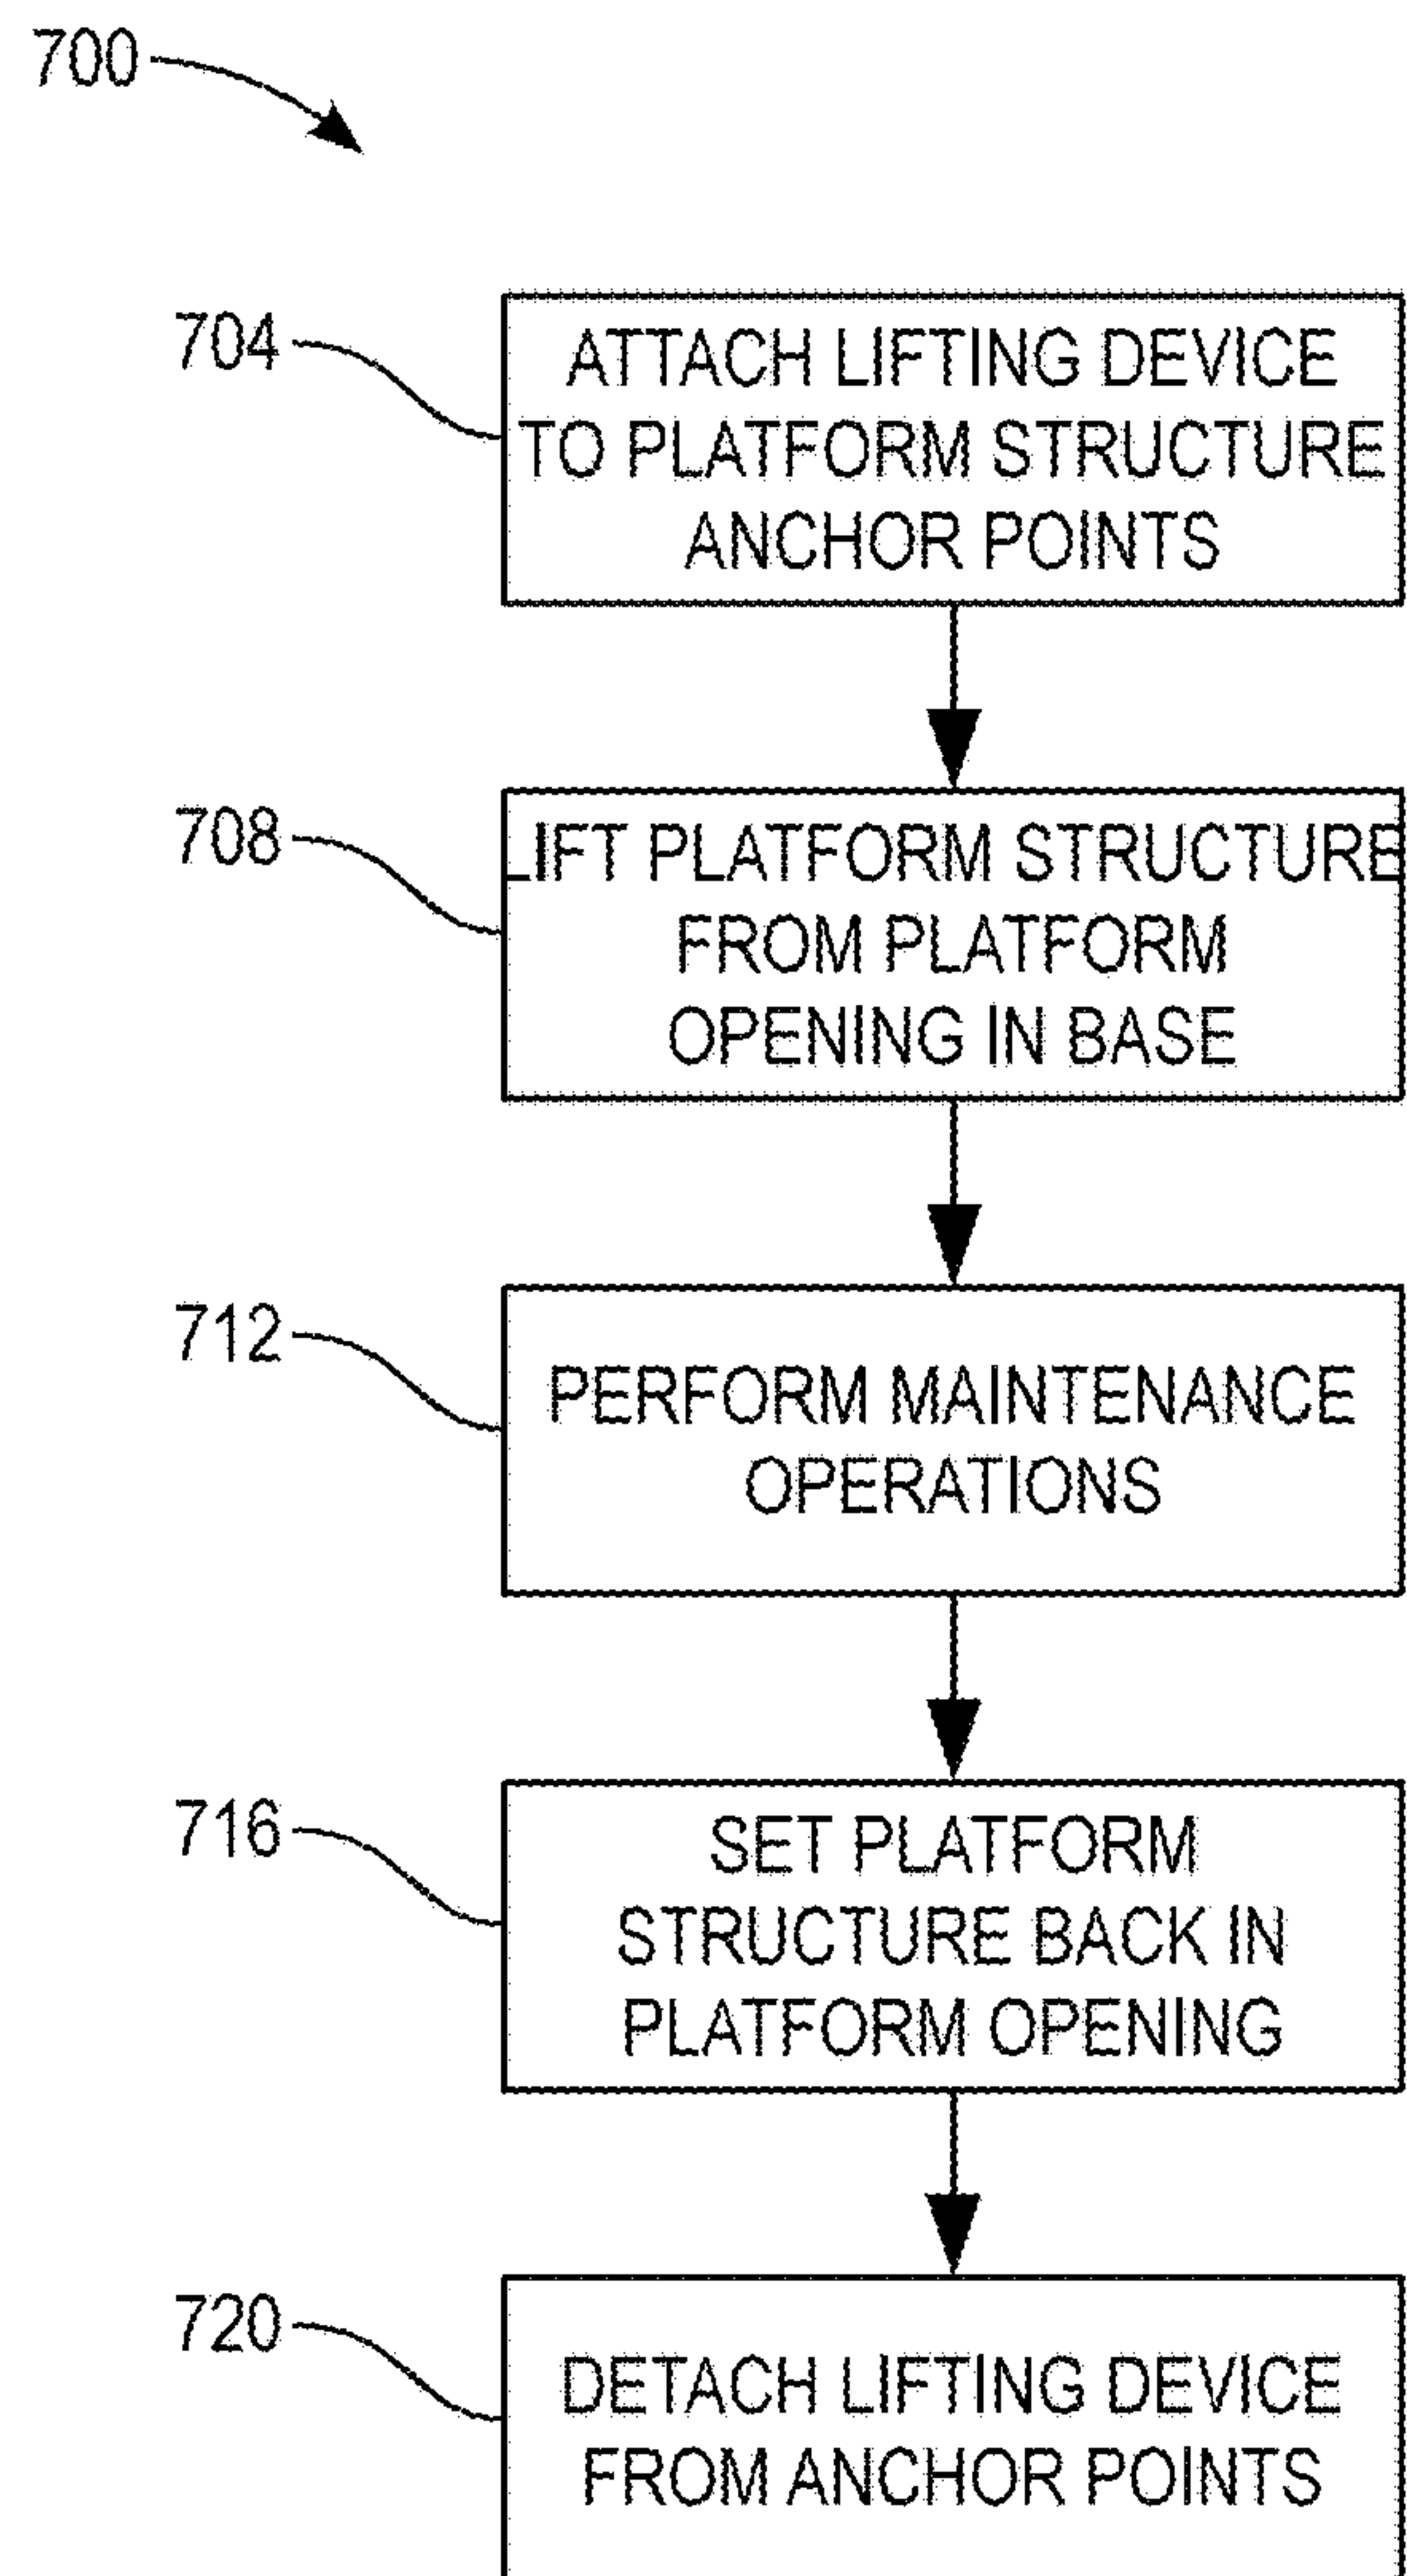 700
704
ATTACH LIFTING DEVICE
TO PLATFORM STRUCTURE
ANCHOR POINTS
708
LIFT PLATFORM STRUCTURE
FROM PLATFORM
OPENING IN BASE
712
PERFORM MAINTENANCE
OPERATIONS
716
SET PLATFORM
STRUCTURE BACK IN
PLATFORM OPENING
720
DETACH LIFTING DEVICE
FROM ANCHOR POINTS